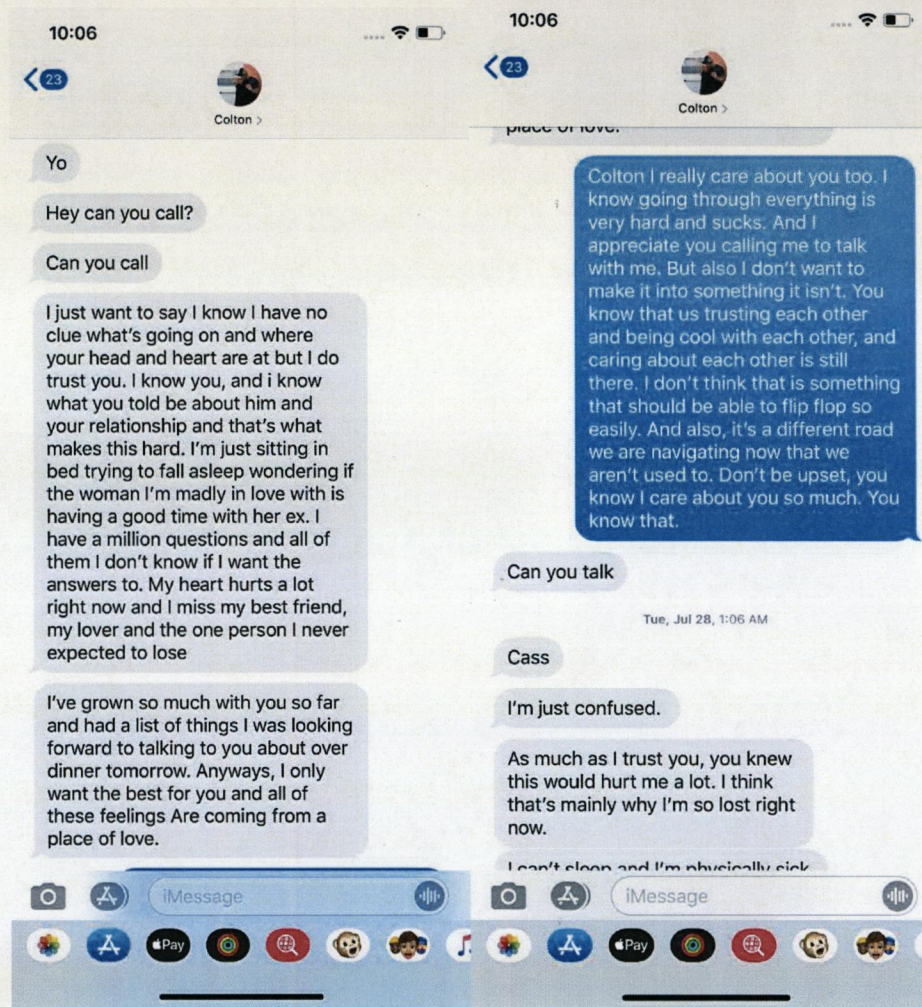 10:06
23
Colton >
Yo
Hey can you call?
Can you call
I just want to say I know I have no
clue what's going on and where
your head and heart are at but I do
trust you. I know you, and i know
what you told be about him and
your relationship and that's what
makes this hard. I'm just sitting in
bed trying to fall asleep wondering if
the woman I'm madly in love with is
having a good time with her ex. I
have a million questions and all of
them I don't know if I want the
answers to. My heart hurts a lot
right now and I miss my best friend,
my lover and the one person I never
expected to lose
I've grown so much with you so far
and had a list of things I was looking
forward to talking to you about over
dinner tomorrow. Anyways, I only
want the best for you and all of
these feelings Are coming from a
place of love.
iMessage
Pay
10:06
23
Colton >
place of love.
Colton I really care about you too. I
know going through everything is
very hard and sucks. And I
appreciate you calling me to talk
with me. But also I don't want to
make it into something it isn't. You
know that us trusting each other
and being cool with each other, and
caring about each other is still
there. I don't think that is something
that should be able to flip flop so
easily. And also, it's a different road
we are navigating now that we
aren't used to. Don't be upset, you
know I care about you so much. You
know that.
Can you talk
Tue, Jul 28, 1:06 AM
Cass
I'm just confused.
As much as I trust you, you knew
this would hurt me a lot. I think
that's mainly why I'm so lost right
now.
I can't sleep and I'm physically sick
iMessage
Pay